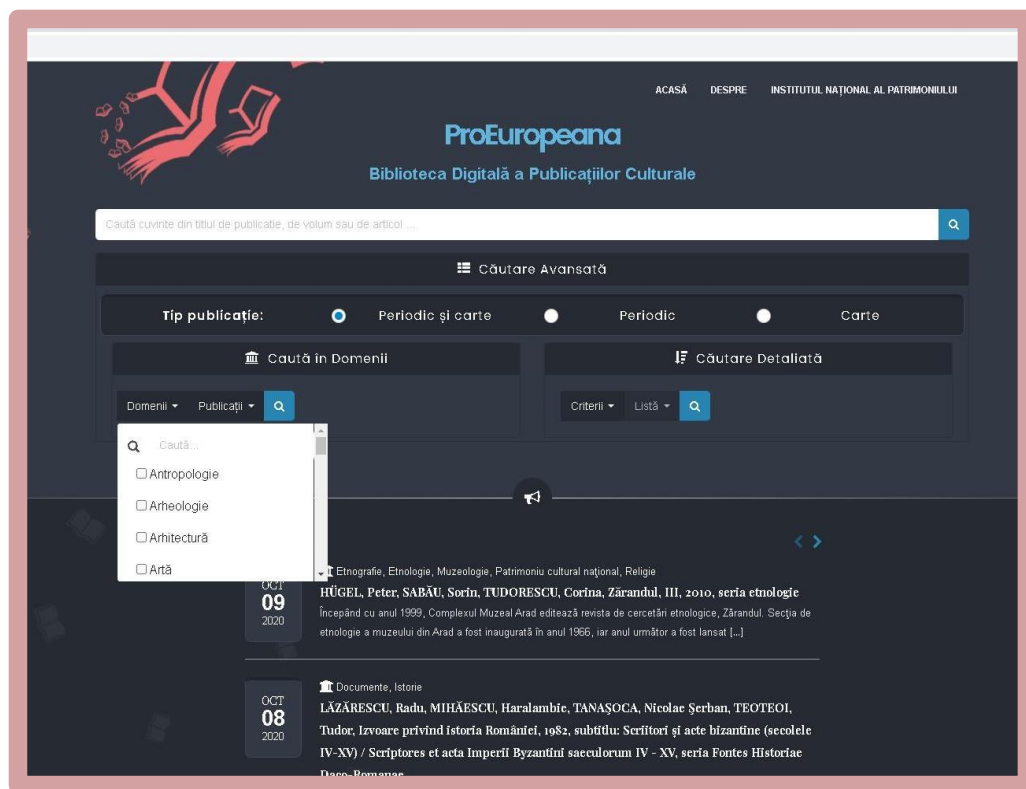 ACASĂ DESPRE INSTITUTUL NAȚIONAL AL PATRIMONIULUI
ProEuropeana
Biblioteca Digitală a Publicațiilor Culturale
Caută cuvinte din titlul de publicatie, de volum sau de articol ...
Căutare Avansată
Tip publicație: Periodic și carte Periodic Carte
Caută în Domenii
Căutare Detaliată
Domenii Publicații
Criterii Listă
Caută...
Antropologie
Arheologie
Arhitectură
Artă
Etnografie, Etnologie, Muzeologie, Patrimoniu cultural naţional, Religie
OCT
09
2020
HÜGEL, Peter, SABĂU, Sorin, TUDORESCU, Corina, Zărandul, III, 2010, seria etnologie
Începând cu anul 1999, Complexul Muzeal Arad editează revista de cercetări etnologice, Zărandul. Secţia de
etnologie a muzeului din Arad a fost inaugurată în anul 1966, iar anul următor a fost lansat [...]
Documente, Istorie
OCT
08
2020
LĂZĂRESCU, Radu, MIHĂESCU, Haralambie, TANAŞOCA, Nicolae Şerban, TEOTEOI,
Tudor, Izvoare privind istoria României, 1982, subtitlu: Scriitori şi acte bizantine (secolele
IV-XV) / Scriptores et acta Imperii Byzantini saeculorum IV - XV, seria Fontes Historiae
Daco-Romanae